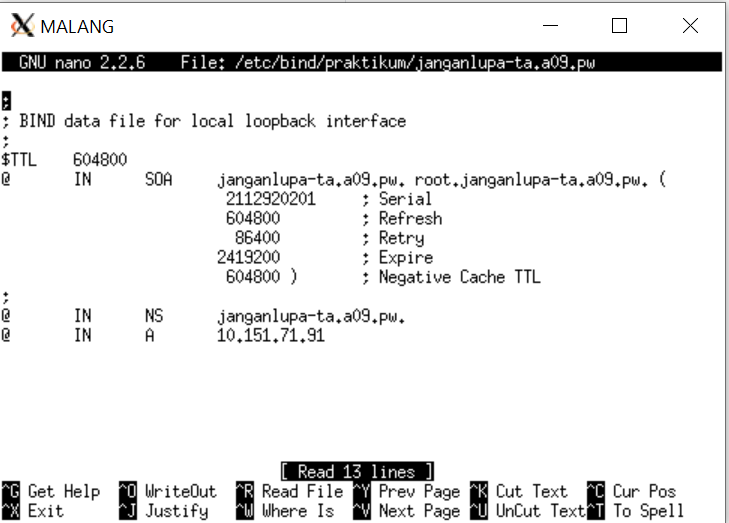 MALANG
GNU nano 2.2.6 File: /etc/bind/praktikum/janganlupa-ta.a09.pw
;
; BIND data file for local loopback interface
;
$TTL 604800
@ IN SOA janganlupa-ta.a09.pw. root.janganlupa-ta.a09.pw. (
2112920201 ; Serial
604800 ; Refresh
86400 ; Retry
2419200 ; Expire
604800 ) ; Negative Cache TTL
;
@ IN NS janganlupa-ta.a09.pw.
@ IN A 10.151.71.91
[ Read 13 lines ]
^G Get Help ^O WriteOut ^R Read File ^Y Prev Page ^K Cut Text ^C Cur Pos
^X Exit ^J Justify ^W Where Is ^V Next Page ^U UnCut Text ^T To Spell